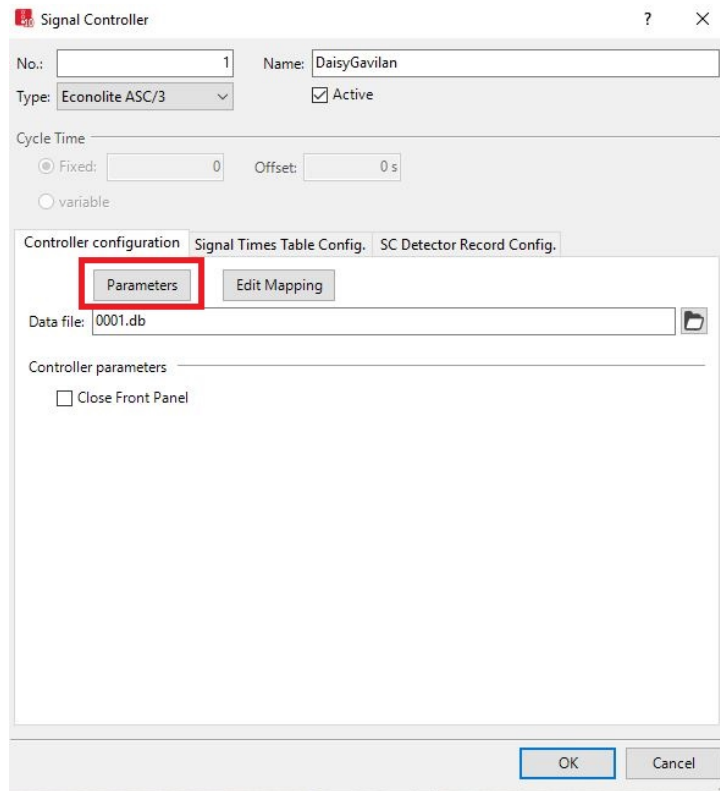 Signal Controller ? X
No.: 1 Name: DaisyGavilan
Type: Econolite ASC/3 Active
Cycle Time
Fixed: 0 Offset: 0 s
variable
Controller configuration Signal Times Table Config. SC Detector Record Config.
Parameters Edit Mapping
Data file: 0001.db
Controller parameters
Close Front Panel
OK Cancel